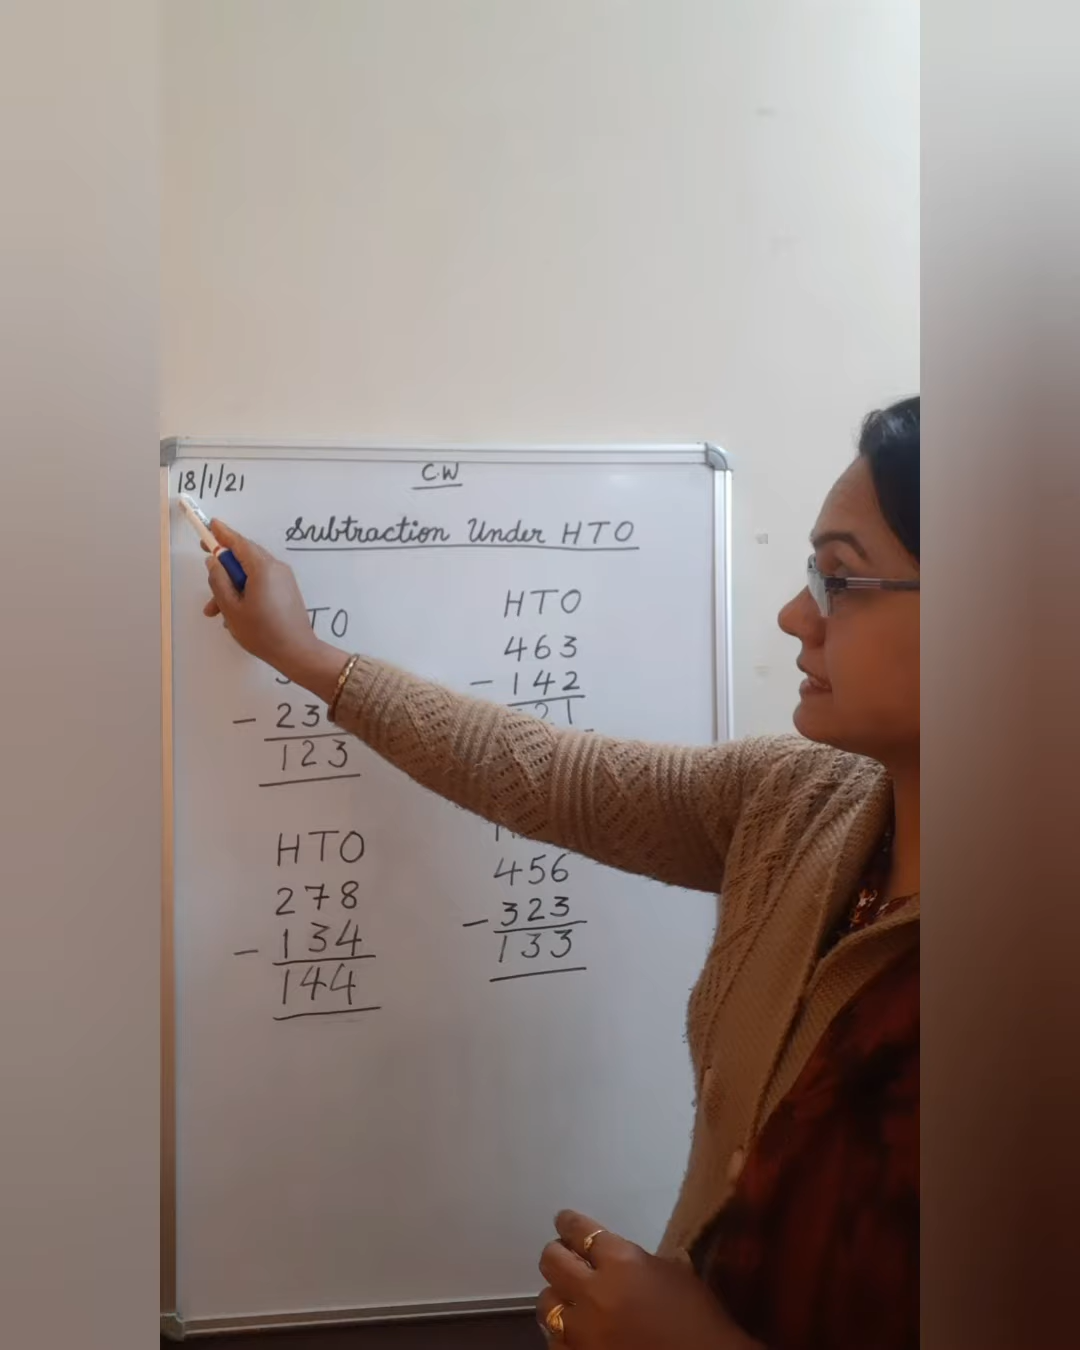 18/1/21
C.W
Subtraction Under HTO
TO
- 23
123
HTO
463
- 142
21
HTO
278
- 134
144
456
- 323
133